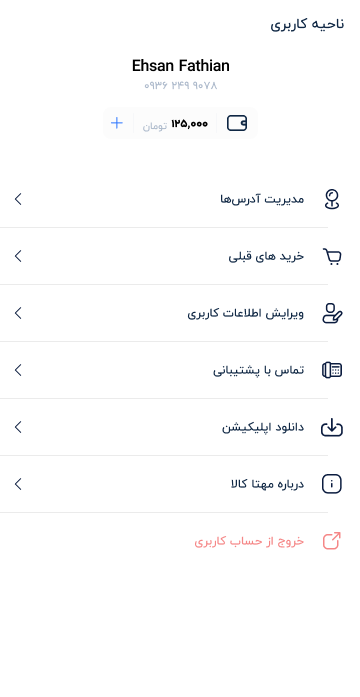 ناحیه کاربری
Ehsan Fathian
۰۹۳۶ ۲۴۹ ۹۰۷۸
۱۲۵,۰۰۰ تومان
مدیریت آدرس‌ها
خرید های قبلی
ویرایش اطلاعات کاربری
تماس با پشتیبانی
دانلود اپلیکیشن
درباره مهتا کالا
خروج از حساب کاربری